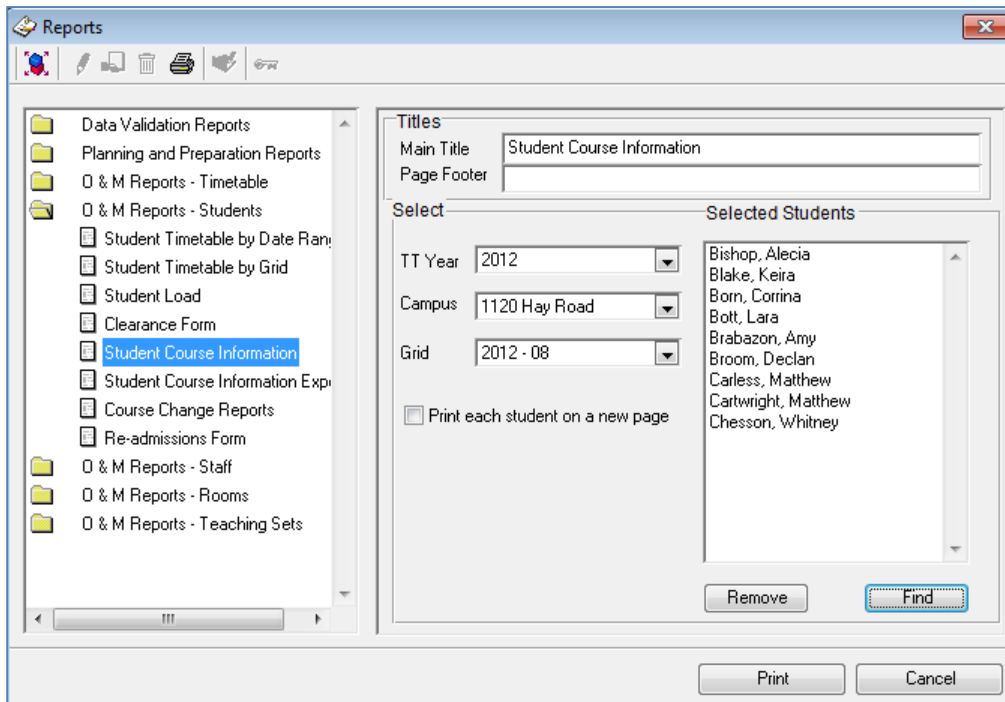 Reports
Data Validation Reports
Planning and Preparation Reports
O & M Reports - Timetable
O & M Reports - Students
Student Timetable by Date Ran
Student Timetable by Grid
Student Load
Clearance Form
Student Course Information
Student Course Information Exp
Course Change Reports
Re-admissions Form
O & M Reports - Staff
O & M Reports - Rooms
O & M Reports - Teaching Sets
Titles
Main Title Student Course Information
Page Footer
Select
TT Year 2012
Campus 1120 Hay Road
Grid 2012 - 08
Print each student on a new page
Selected Students
Bishop, Alecia
Blake, Keira
Born, Corrina
Bott, Lara
Brabazon, Amy
Broom, Declan
Carless, Matthew
Cartwright, Matthew
Chesson, Whitney
Remove Find
Print Cancel